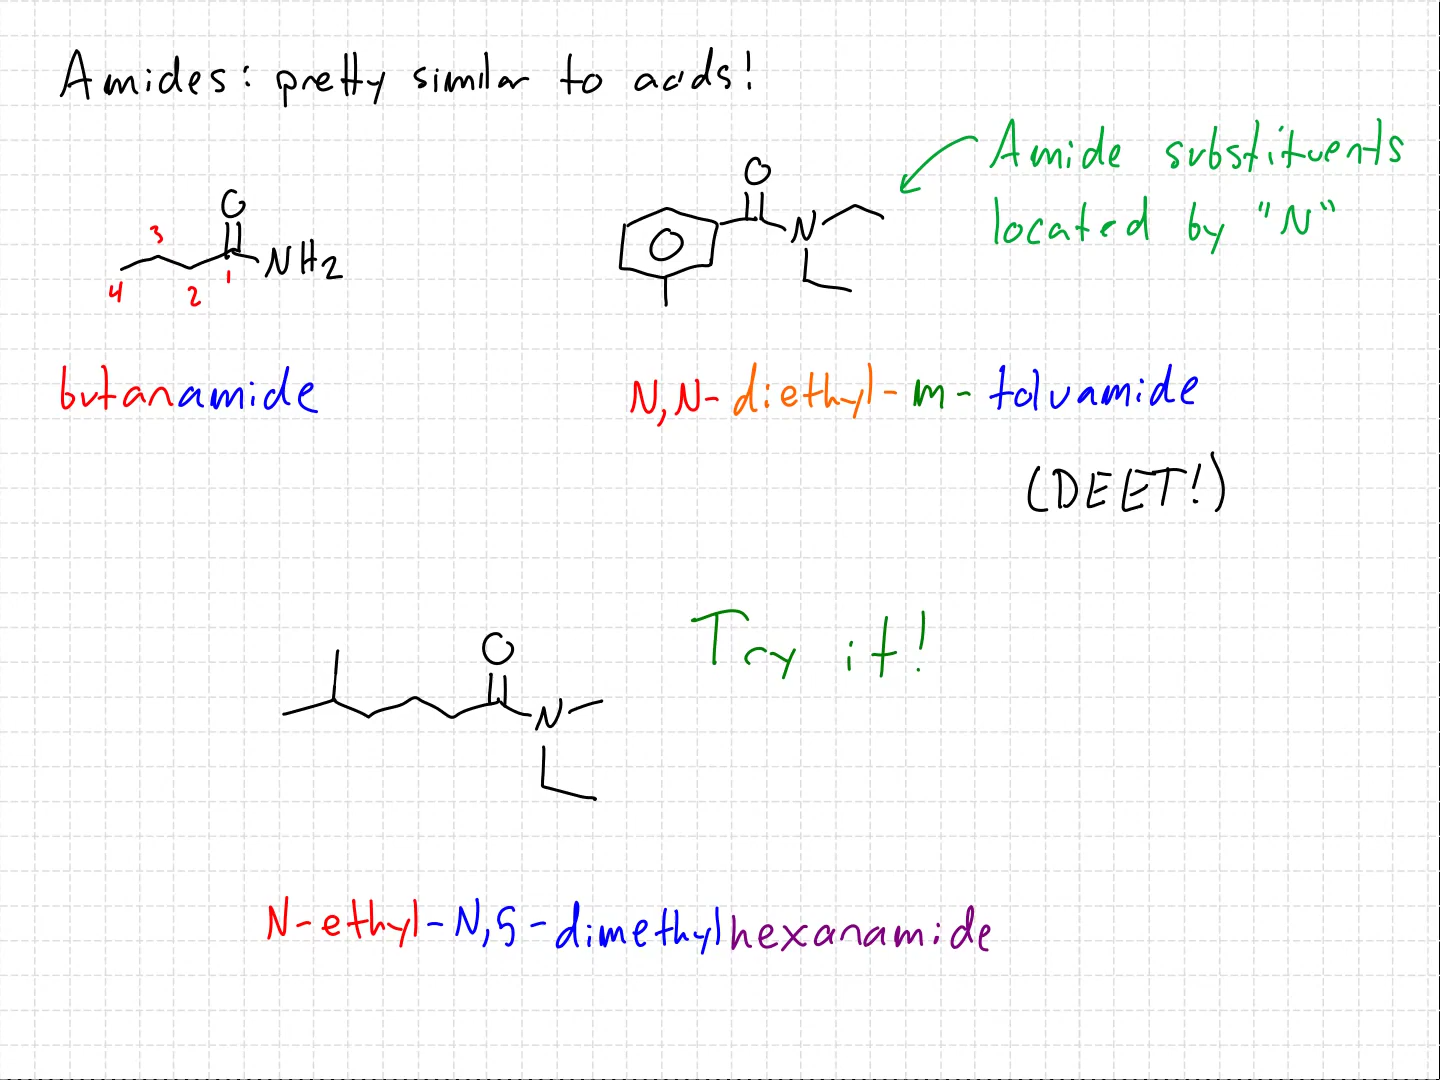 Amides: pretty similar to acids!
Amide substituents
located by "N"
O
O
N
NH2
4 3 2 1
butanamide
N,N-diethyl-m-toluamide
(DEET!)
Try it!
O
N
N-ethyl-N,5-dimethylhexanamide